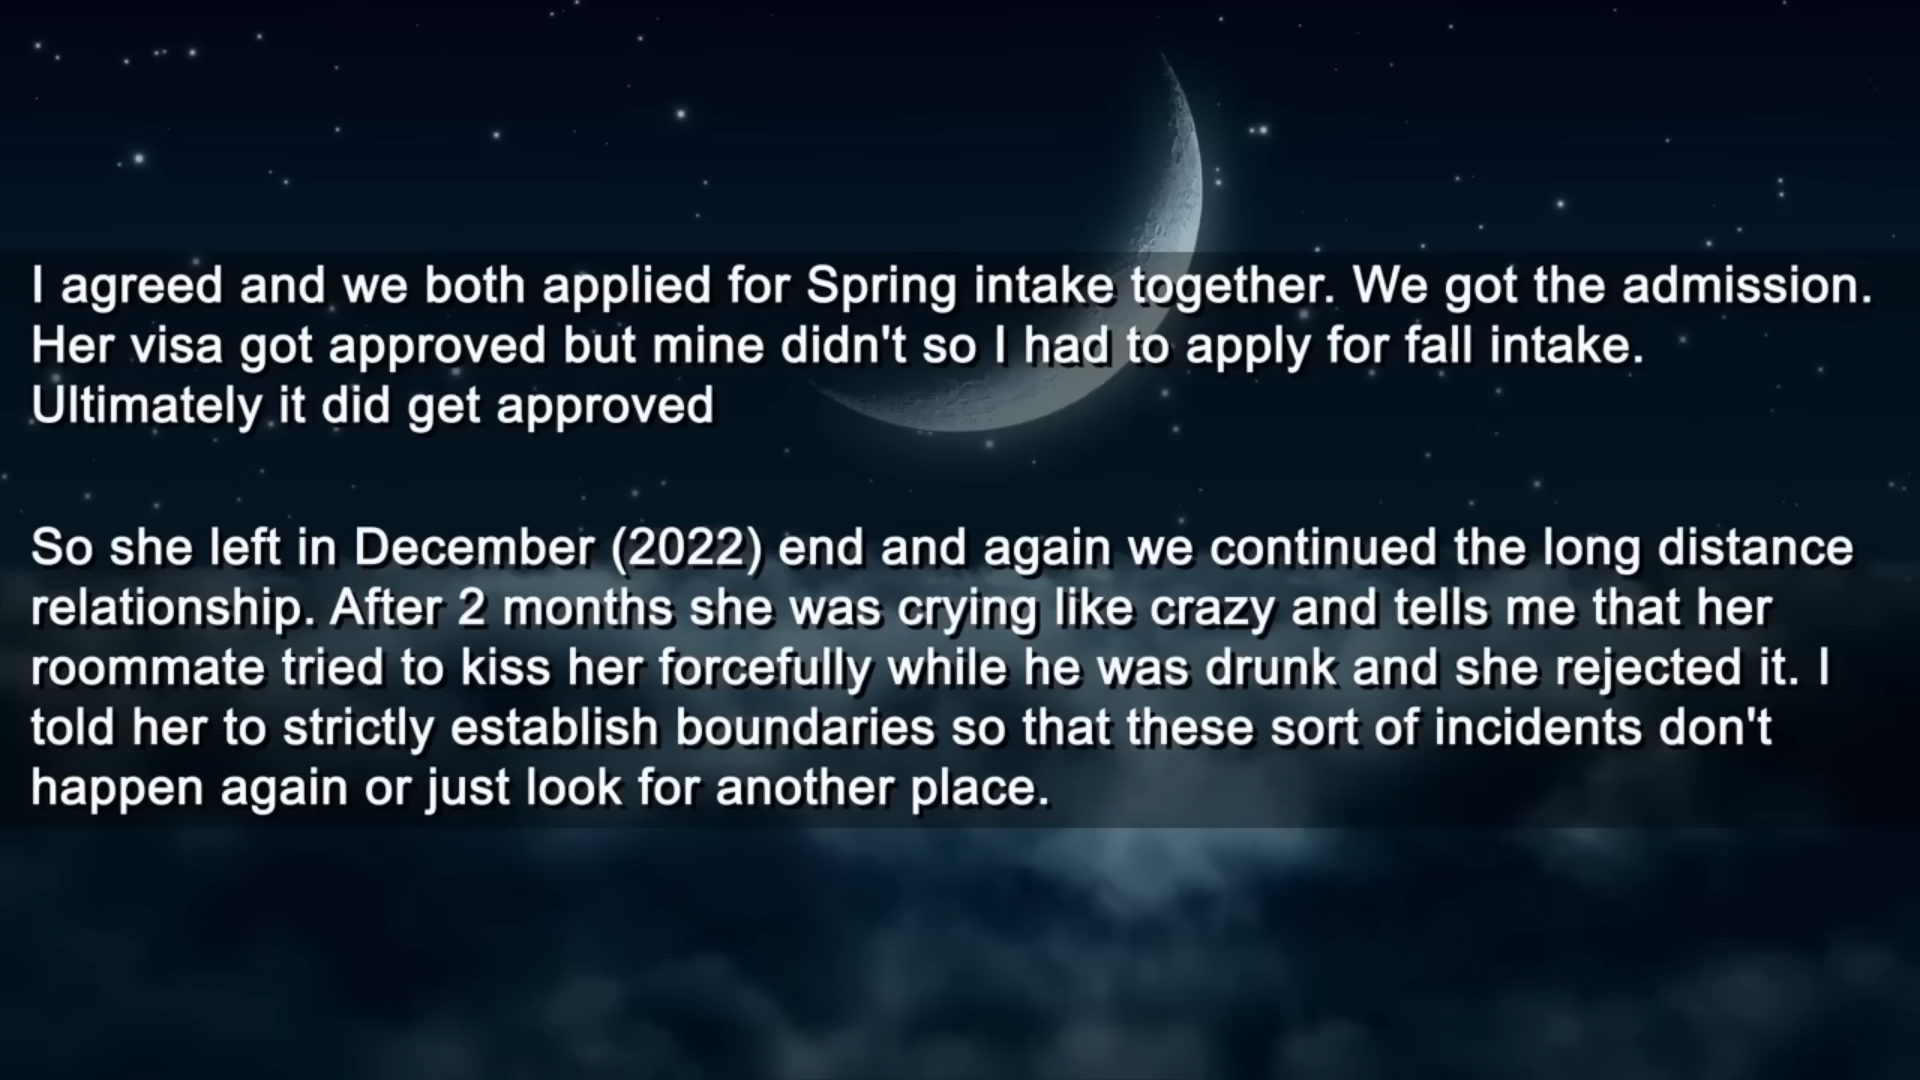 I agreed and we both applied for Spring intake together. We got the admission.
Her visa got approved but mine didn't so I had to apply for fall intake.
Ultimately it did get approved
So she left in December (2022) end and again we continued the long distance
relationship. After 2 months she was crying like crazy and tells me that her
roommate tried to kiss her forcefully while he was drunk and she rejected it. I
told her to strictly establish boundaries so that these sort of incidents don't
happen again or just look for another place.